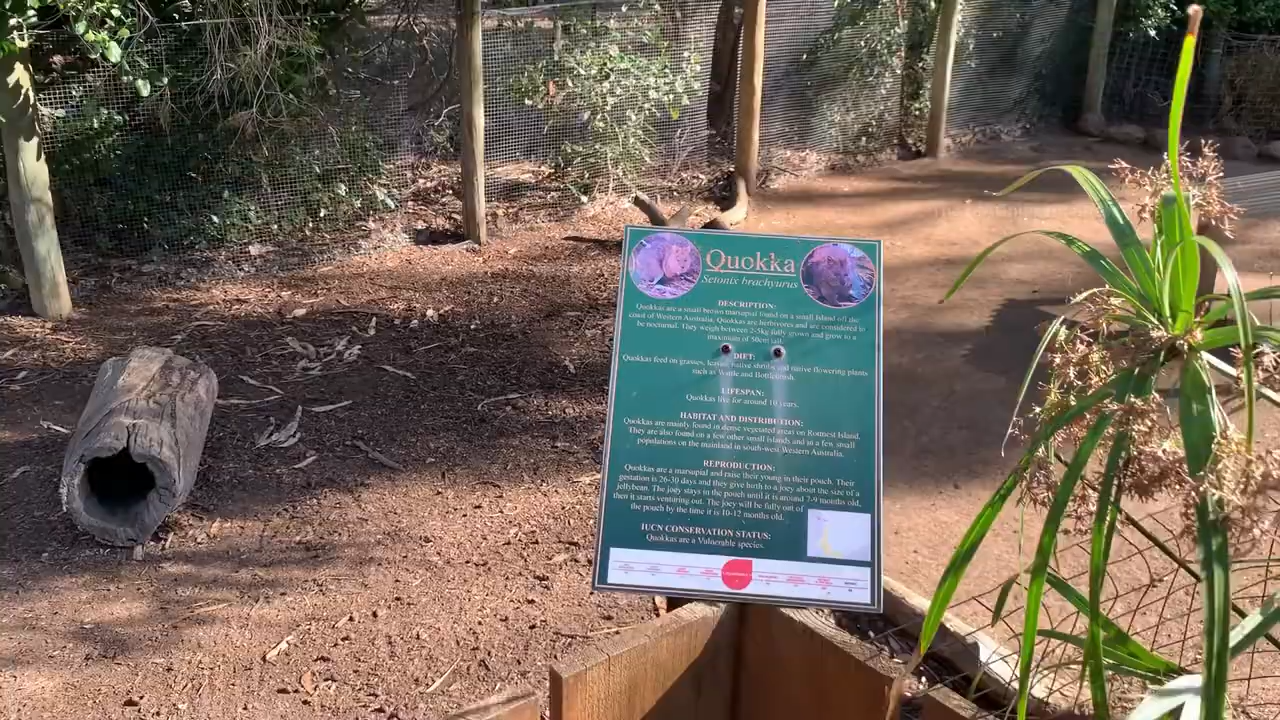 Quokka
Setonix brachyurus
DESCRIPTION:
Quokkas are a small brown marsupial found on a small island off the
coast of Western Australia. Quokkas are herbivores and are considered to
be nocturnal. They weigh between 2-5kg fully grown and grow to a
maximum of 50cm tall.
DIET:
Quokkas feed on grasses, leaves, native shrubs and native flowering plants
such as Wattle and Bottlebrush.
LIFESPAN:
Quokkas live for around 10 years.
HABITAT AND DISTRIBUTION:
Quokkas are mainly found in dense vegetated areas on Rottnest Island.
They are also found on a few other small islands and in a few small
populations on the mainland in south-west Western Australia.
REPRODUCTION:
Quokkas are a marsupial and raise their young in their pouch. Their
gestation is 26-30 days and they give birth to a joey about the size of a
jellybean. The joey stays in the pouch until it is around 7-9 months old,
then it starts venturing out. The joey will be fully out of
the pouch by the time it is 10-12 months old.
IUCN CONSERVATION STATUS:
Quokkas are a Vulnerable species.